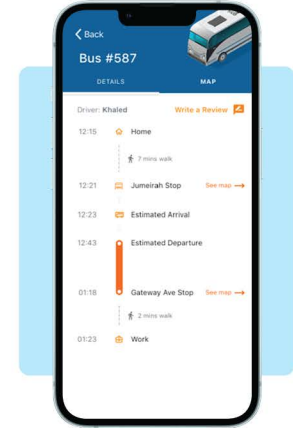 Back
Bus #587
DETAILS
MAP
Driver: Khaled
Write a Review
12:15 Home
7 mins walk
12:21 Jumeirah Stop See map
12:23 Estimated Arrival
12:43 Estimated Departure
01:18 Gateway Ave Stop See map
2 mins walk
01:23 Work